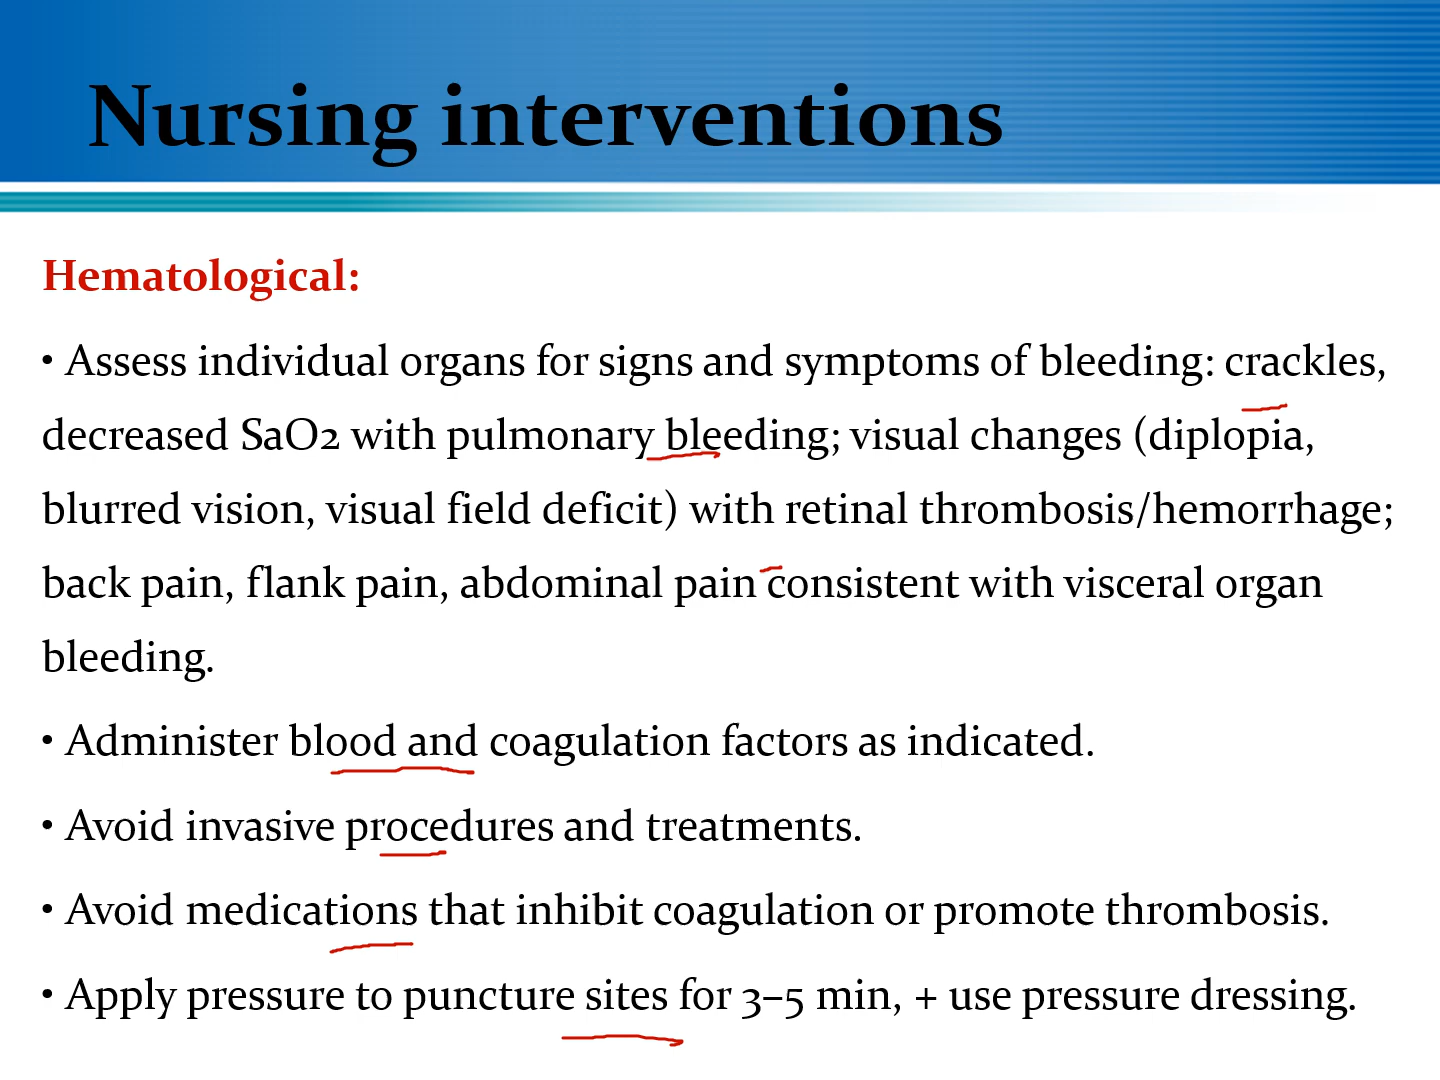 Nursing interventions
Hematological:
• Assess individual organs for signs and symptoms of bleeding: crackles,
decreased SaO2 with pulmonary bleeding; visual changes (diplopia,
blurred vision, visual field deficit) with retinal thrombosis/hemorrhage;
back pain, flank pain, abdominal pain consistent with visceral organ
bleeding.
• Administer blood and coagulation factors as indicated.
• Avoid invasive procedures and treatments.
• Avoid medications that inhibit coagulation or promote thrombosis.
• Apply pressure to puncture sites for 3–5 min, + use pressure dressing.